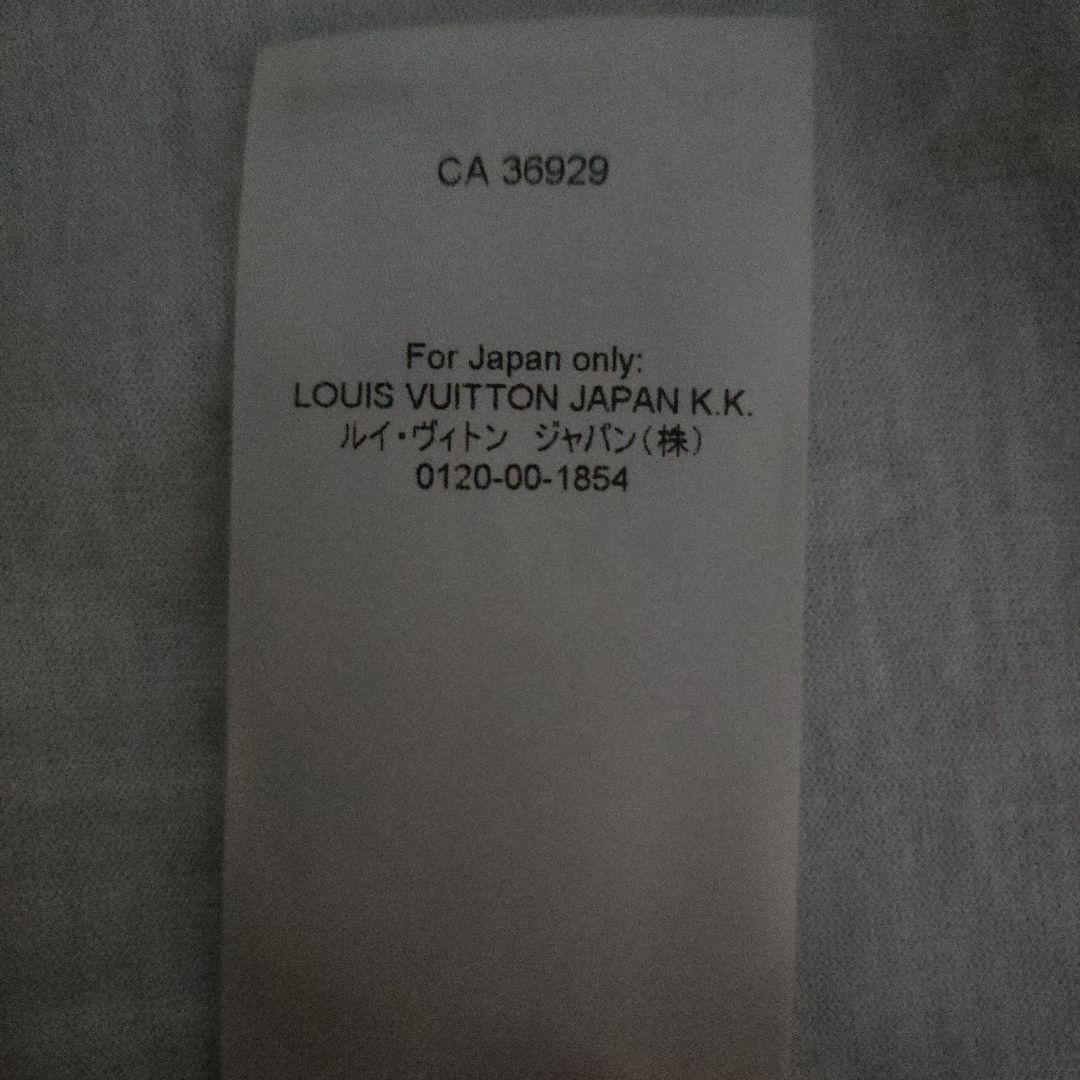 CA 36929
For Japan only:
LOUIS VUITTON JAPAN K.K.
ルイ・ヴィトン　ジャパン(株)
0120-00-1854